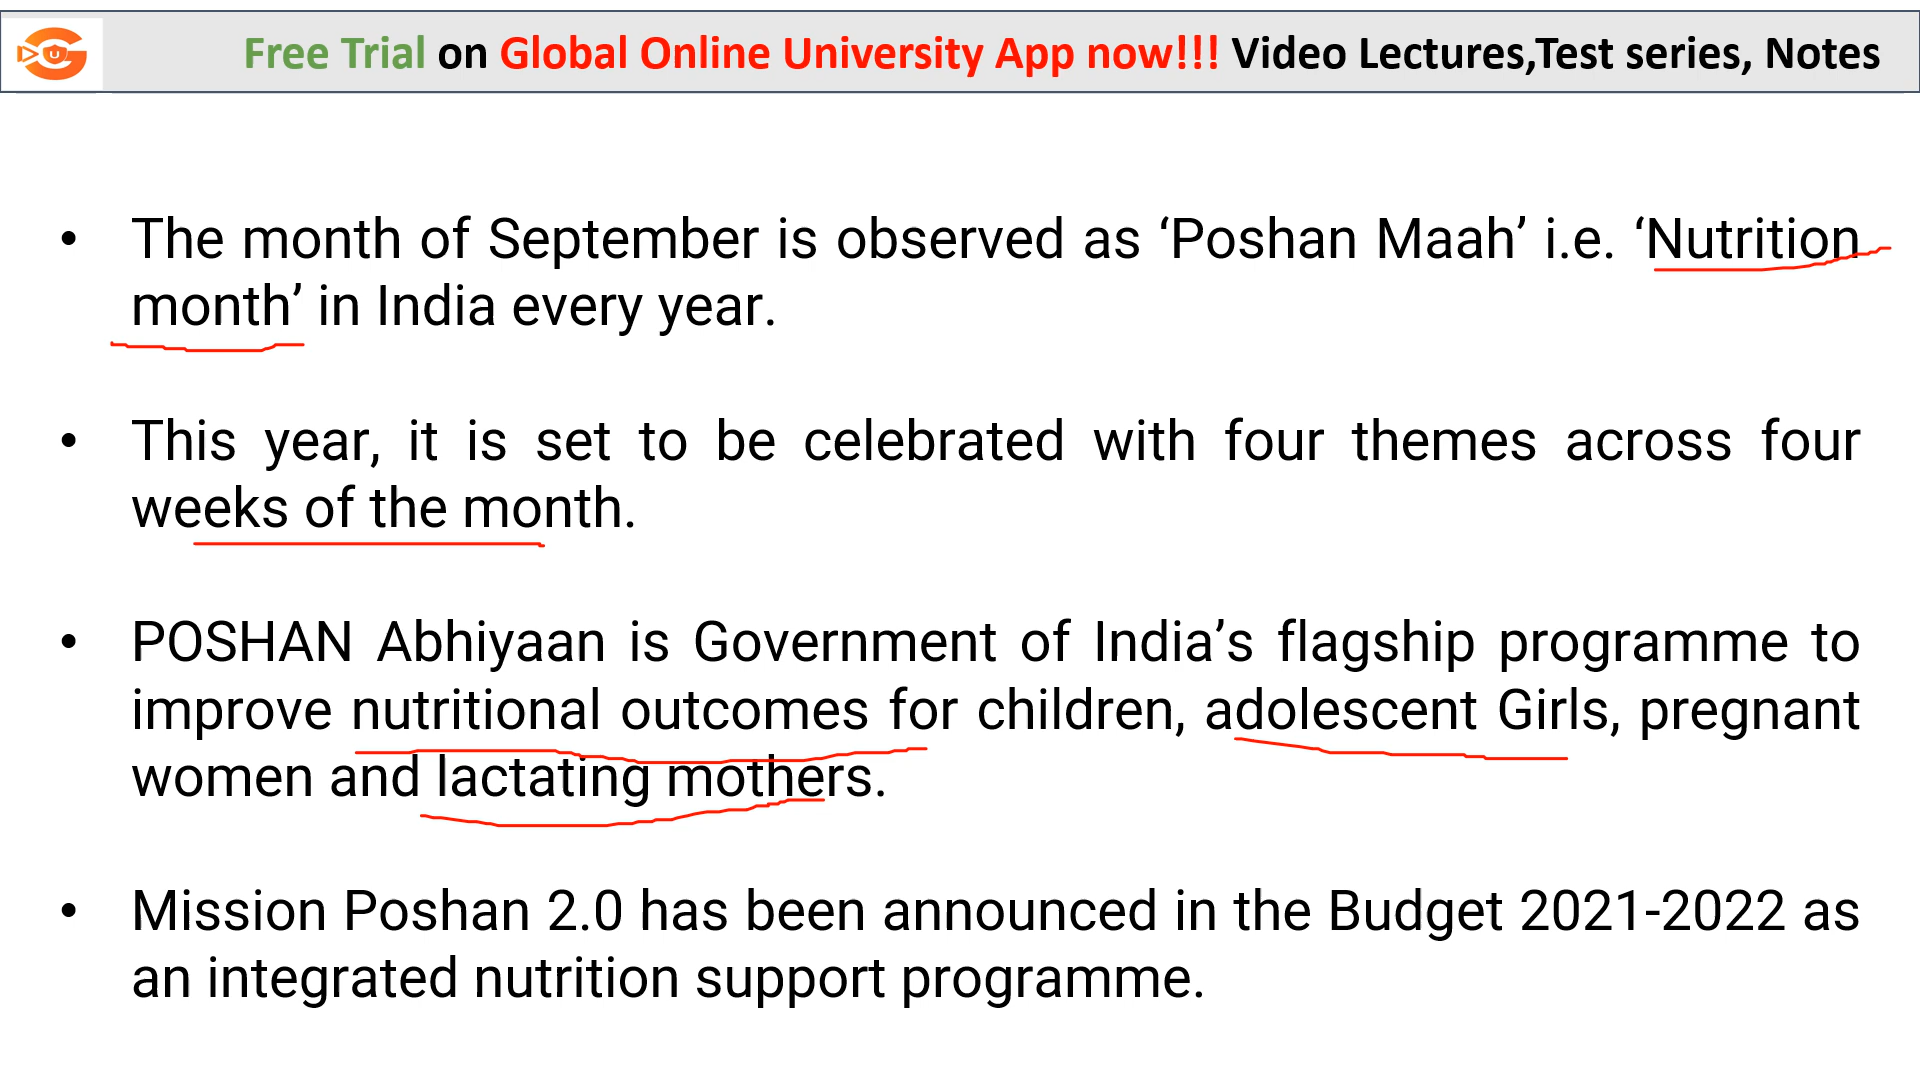 Free Trial on Global Online University App now!!! Video Lectures,Test series, Notes
• The month of September is observed as ‘Poshan Maah’ i.e. ‘Nutrition
month’ in India every year.
• This year, it is set to be celebrated with four themes across four
weeks of the month.
• POSHAN Abhiyaan is Government of India’s flagship programme to
improve nutritional outcomes for children, adolescent Girls, pregnant
women and lactating mothers.
• Mission Poshan 2.0 has been announced in the Budget 2021-2022 as
an integrated nutrition support programme.